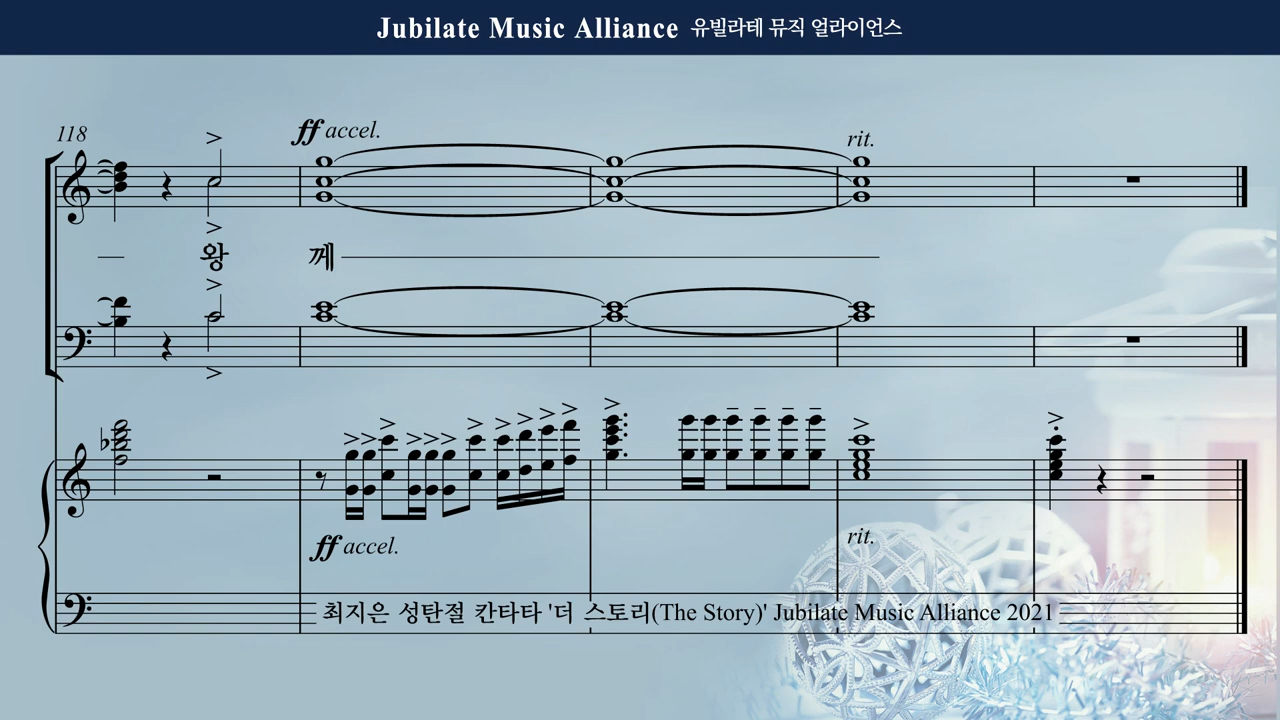 Jubilate Music Alliance 유빌라테 뮤직 얼라이언스
118
ff accel.
rit.
왕 께
ff accel.
rit.
최지은 성탄절 칸타타 '더 스토리(The Story)' Jubilate Music Alliance 2021